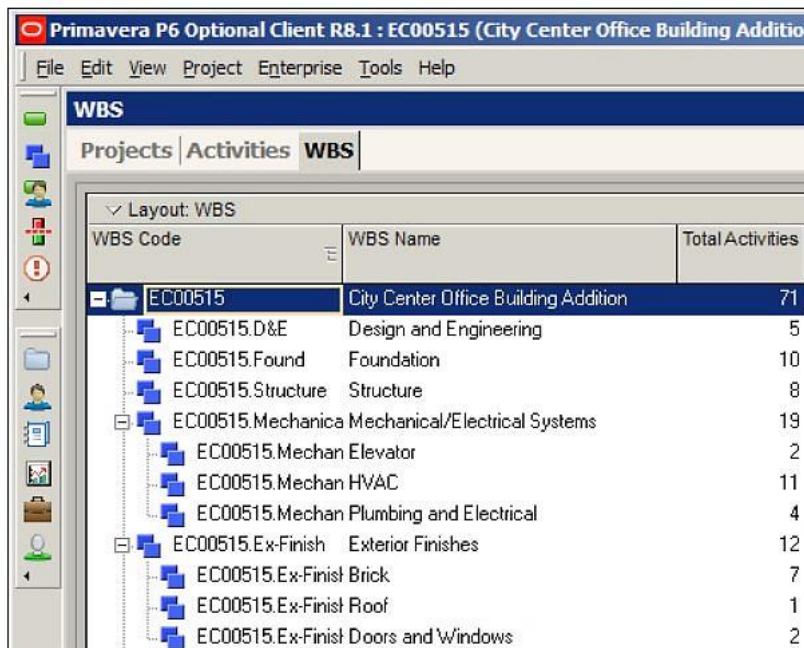 Primavera P6 Optional Client R8.1 : EC00515 (City Center Office Building Additio
File Edit View Project Enterprise Tools Help
WBS
Projects Activities WBS
Layout: WBS
WBS Code WBS Name Total Activities
EC00515 City Center Office Building Addition 71
EC00515.D&E Design and Engineering 5
EC00515.Found Foundation 10
EC00515.Structure Structure 8
EC00515.Mechanica Mechanical/Electrical Systems 19
EC00515.Mechan Elevator 2
EC00515.Mechan HVAC 11
EC00515.Mechan Plumbing and Electrical 4
EC00515.Ex-Finish Exterior Finishes 12
EC00515.Ex-Finish Brick 7
EC00515.Ex-Finish Roof 1
EC00515.Ex-Finish Doors and Windows 2